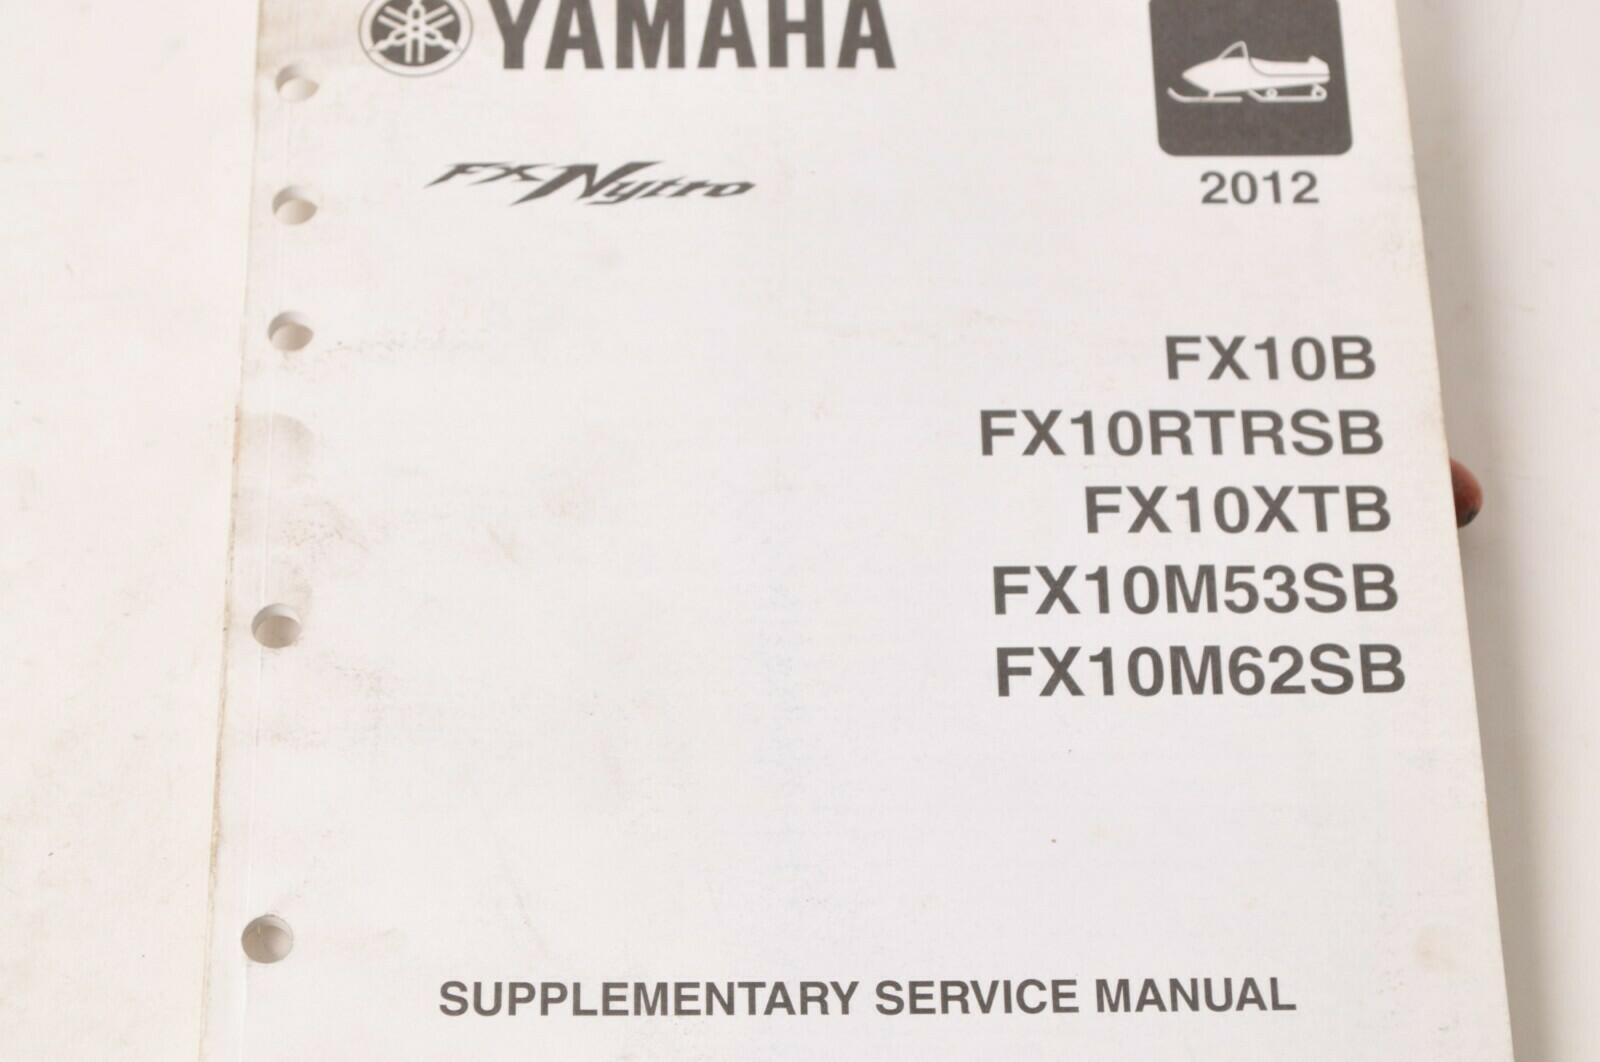 YAMAHA
FX Nytro
2012
FX10B
FX10RTRSB
FX10XTB
FX10M53SB
FX10M62SB
SUPPLEMENTARY SERVICE MANUAL